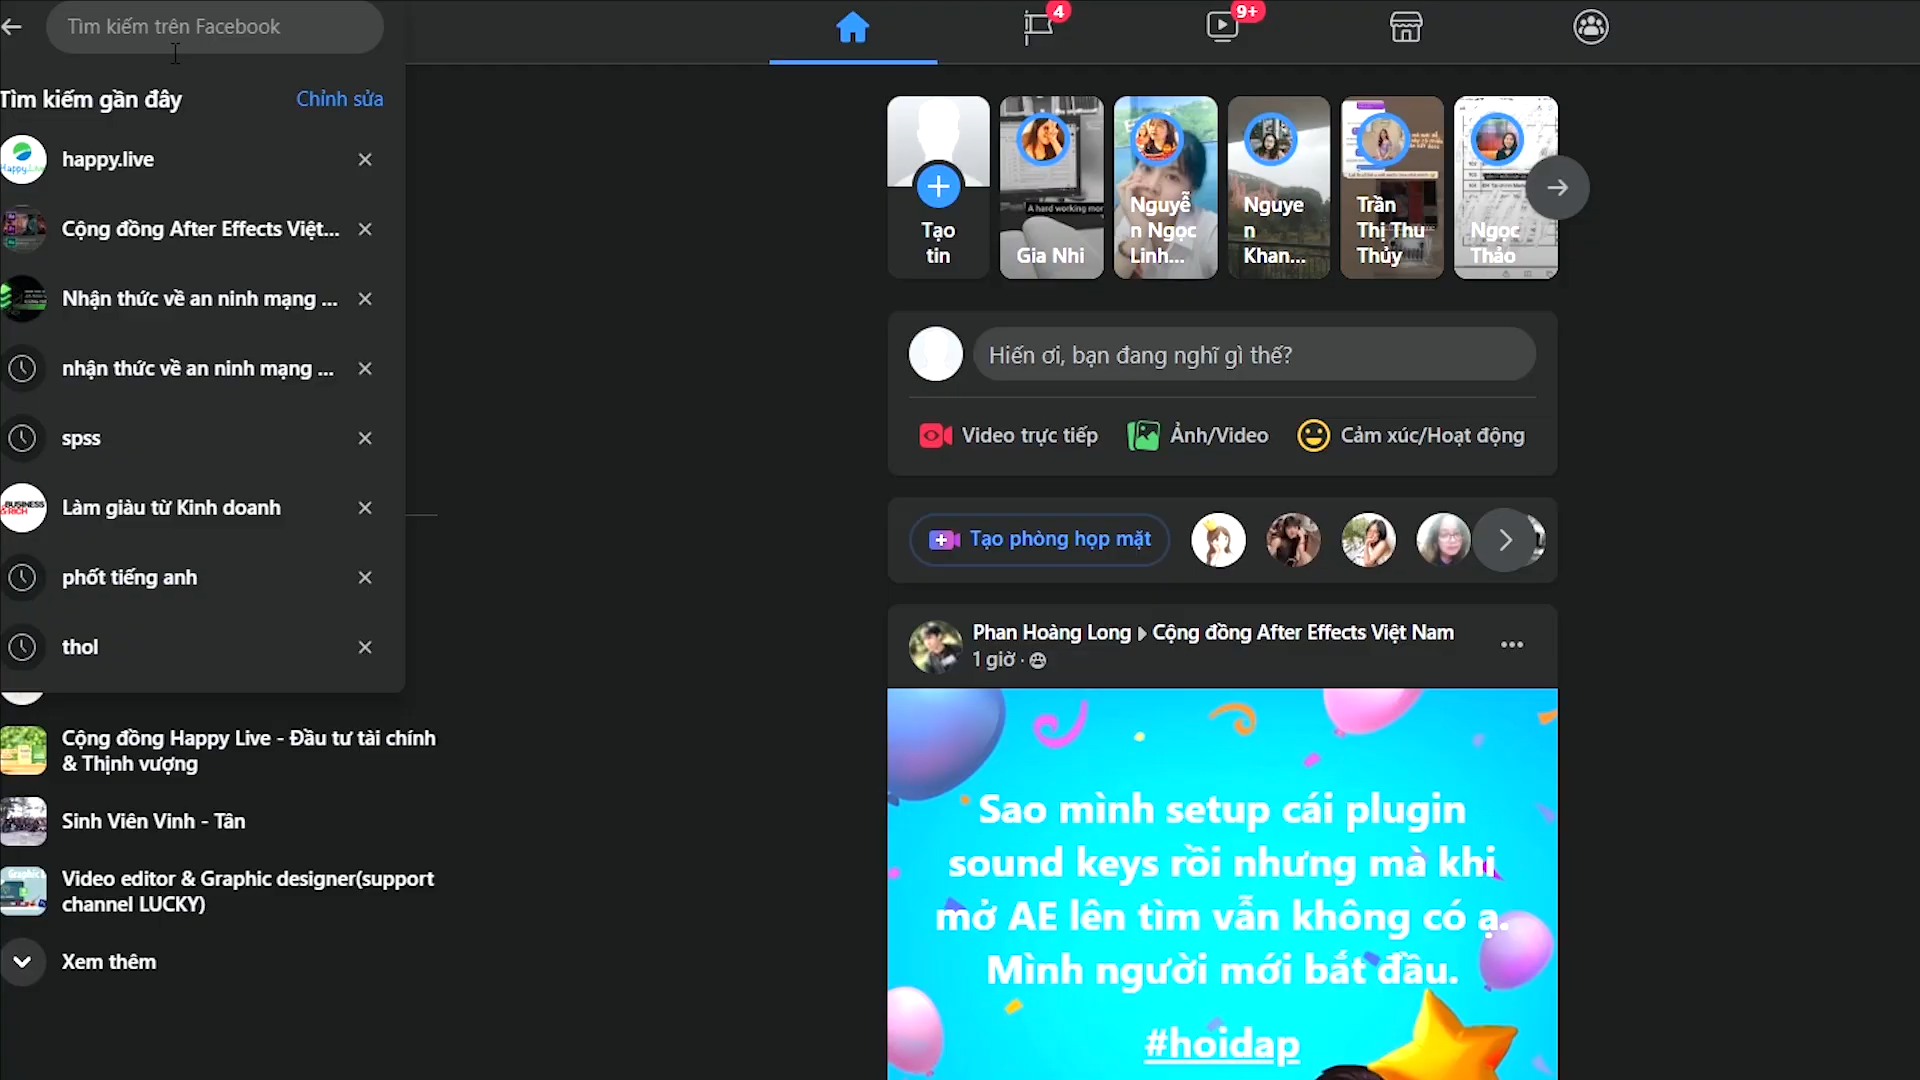 Tìm kiếm trên Facebook
4
9+
Tìm kiếm gần đây
Chỉnh sửa
happy.live
Cộng đồng After Effects Việt...
Nhận thức về an ninh mạng ...
nhận thức về an ninh mạng ...
spss
BUSINESS
Làm giàu từ Kinh doanh
phốt tiếng anh
thol
Cộng đồng Happy Live - Đầu tư tài chính
& Thịnh vượng
Sinh Viên Vinh - Tân
Video editor & Graphic designer(support
channel LUCKY)
Xem thêm
Tạo
tin
A hard working mor
Gia Nhi
Nguyễ
n Ngọc
Linh...
Nguye
n
Khan...
Trần
Thị Thu
Thủy
Ngọc
Thảo
Hiến ơi, bạn đang nghĩ gì thế?
Video trực tiếp
Ảnh/Video
Cảm xúc/Hoạt động
Tạo phòng họp mặt
Phan Hoàng Long
Cộng đồng After Effects Việt Nam
1 giờ ·
Sao mình setup cái plugin
sound keys rồi nhưng mà khi
mở AE lên tìm vẫn không có ạ.
Mình người mới bắt đầu.
#hoidap